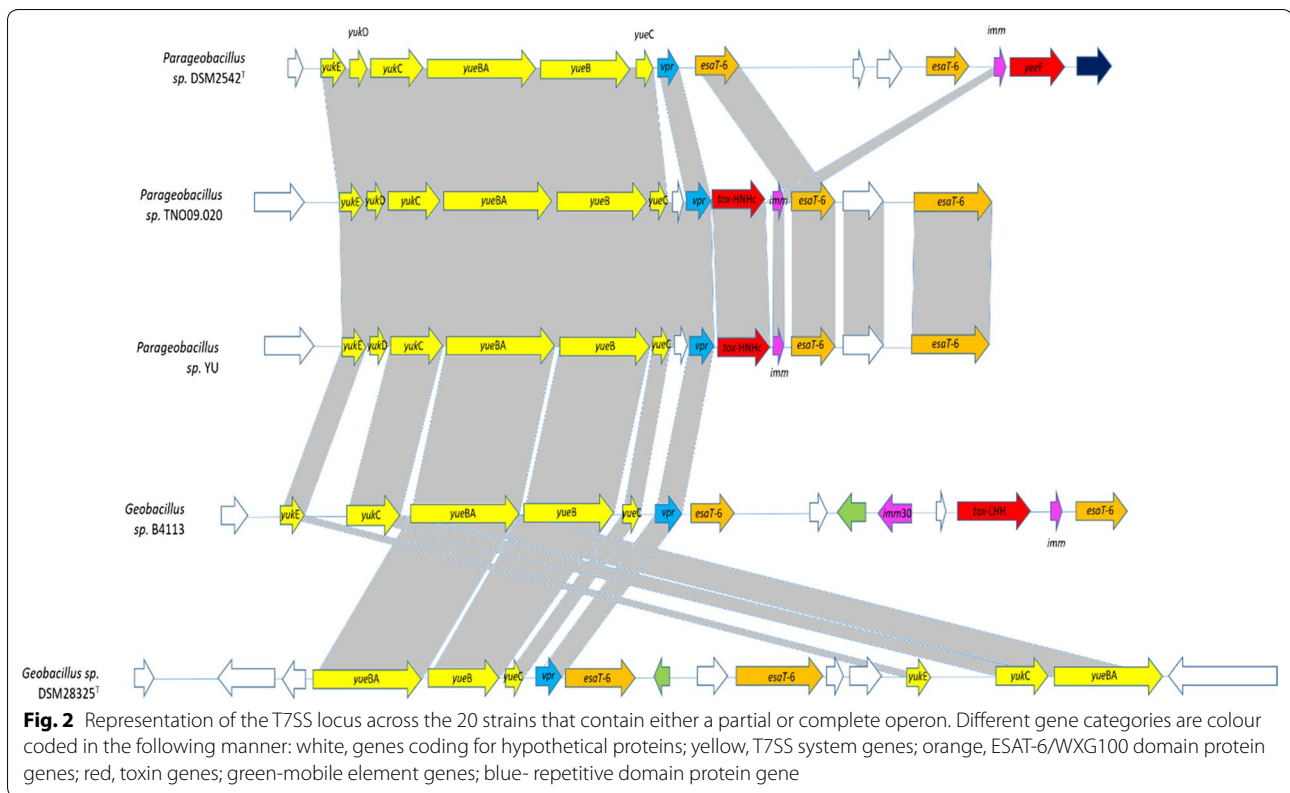 yukD
yueC
imm
Parageobacillus
sp. DSM2542ᵀ
yukE
yukC
yueBA
yueB
vpr
esaT-6
esaT-6
yeeF
Parageobacillus
sp. TNO09.020
yukE
yukD
yukC
yueBA
yueB
yueC
vpr
tox-HNHc
imm
esaT-6
esaT-6
Parageobacillus
sp. YU
yukE
yukD
yukC
yueBA
yueB
yueC
vpr
tox-HNHc
esaT-6
esaT-6
imm
Geobacillus
sp. B4113
yukE
yukC
yueBA
yueB
yueC
vpr
esaT-6
imm30
tox-LHH
esaT-6
imm
Geobacillus sp.
DSM28325ᵀ
yueBA
yueB
yueC
vpr
esaT-6
esaT-6
yukE
yukC
yueBA
Fig. 2 Representation of the T7SS locus across the 20 strains that contain either a partial or complete operon. Different gene categories are colour
coded in the following manner: white, genes coding for hypothetical proteins; yellow, T7SS system genes; orange, ESAT-6/WXG100 domain protein
genes; red, toxin genes; green-mobile element genes; blue- repetitive domain protein gene